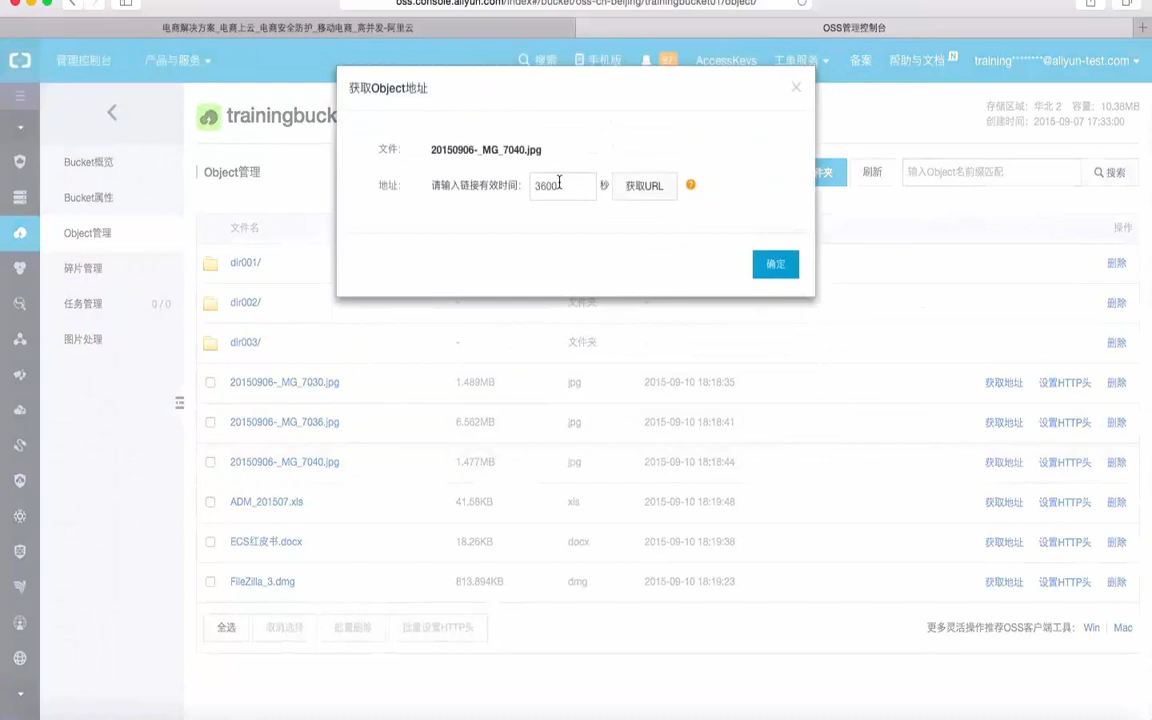 oss.console.aliyun.com/index#/bucket/oss-cn-beijing/trainingbucket01/object/
电商解决方案_电商上云_电商安全防护_移动电商_高并发-阿里云
OSS管理控制台
管理控制台 产品与服务 搜索 手机版 AccessKeys 工单服务 备案 帮助与文档 N training********@aliyun-test.com
获取Object地址
文件: 20150906-_MG_7040.jpg
地址: 请输入链接有效时间: 3600 秒 获取URL
确定
trainingbuck
存储区域: 华北 2 容量: 10.38MB
创建时间: 2015-09-07 17:33:00
Bucket概览
Bucket属性
Object管理
碎片管理
任务管理 0 / 0
图片处理
Object管理 件夹 刷新 输入Object名前缀匹配 搜索
文件名 操作
dir001/ 删除
dir002/ - 文件夹 - 删除
dir003/ - 文件夹 - 删除
20150906-_MG_7030.jpg 1.489MB jpg 2015-09-10 18:18:35 获取地址 设置HTTP头 删除
20150906-_MG_7036.jpg 6.562MB jpg 2015-09-10 18:18:41 获取地址 设置HTTP头 删除
20150906-_MG_7040.jpg 1.477MB jpg 2015-09-10 18:18:44 获取地址 设置HTTP头 删除
ADM_201507.xls 41.58KB xls 2015-09-10 18:19:48 获取地址 设置HTTP头 删除
ECS红皮书.docx 18.26KB docx 2015-09-10 18:19:38 获取地址 设置HTTP头 删除
FileZilla_3.dmg 813.894KB dmg 2015-09-10 18:19:23 获取地址 设置HTTP头 删除
全选 取消选择 批量删除 批量设置HTTP头 更多灵活操作推荐OSS客户端工具: Win | Mac